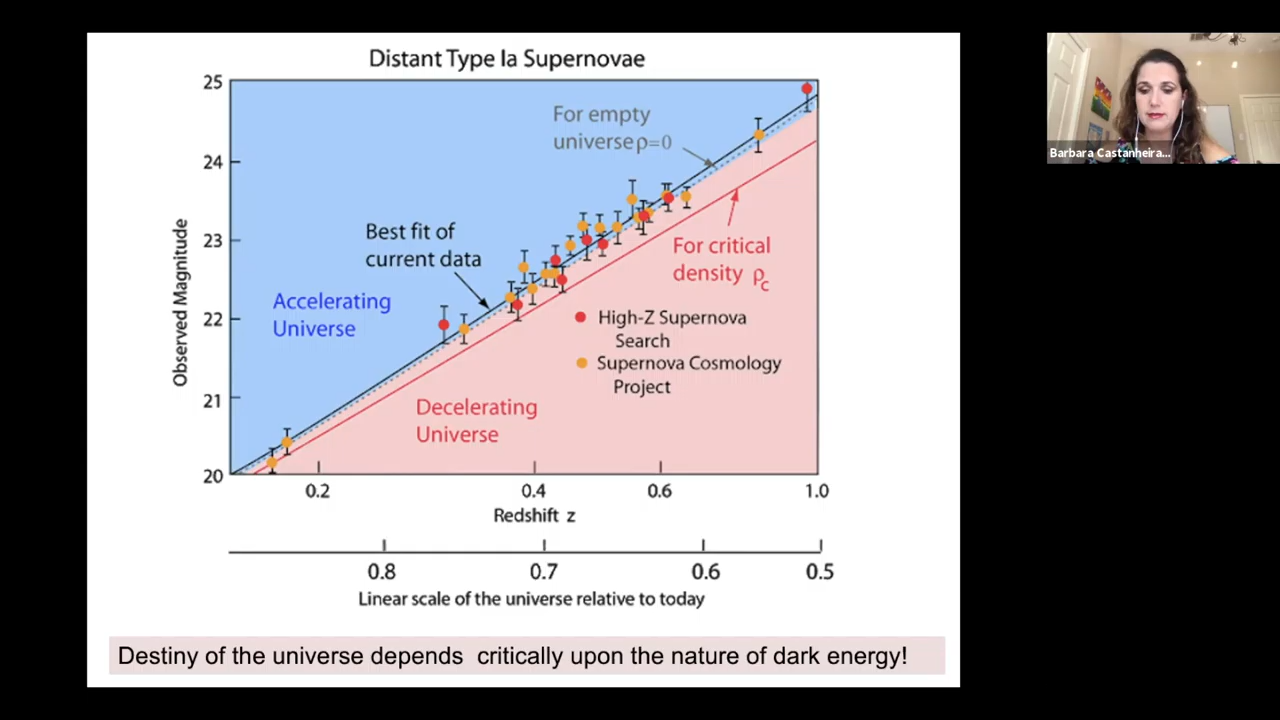 Distant Type Ia Supernovae
25
24
23
22
21
20
Observed Magnitude
For empty
universe ρ=0
Best fit of
current data
Accelerating
Universe
For critical
density ρc
High-Z Supernova
Search
Supernova Cosmology
Project
Decelerating
Universe
0.2 0.4 0.6 1.0
Redshift z
0.8 0.7 0.6 0.5
Linear scale of the universe relative to today
Destiny of the universe depends critically upon the nature of dark energy!
Barbara Castanheira...